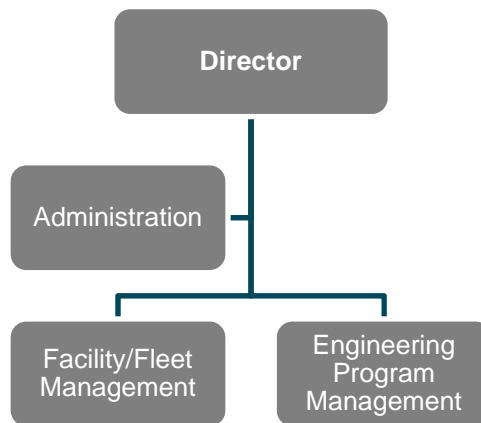 Director
Administration
Facility/Fleet
Management
Engineering
Program
Management